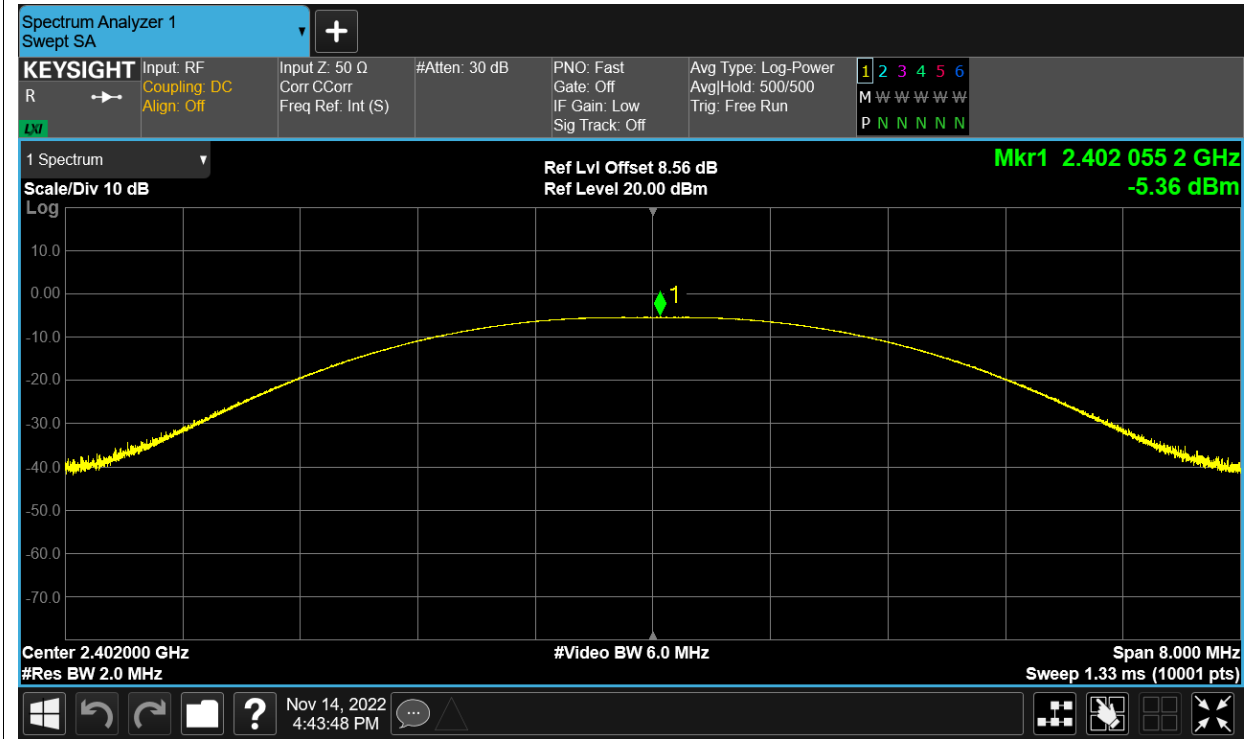 Spectrum Analyzer 1
Swept SA
KEYSIGHT
R
LXI
Input: RF
Coupling: DC
Align: Off
Input Z: 50 Ω
Corr CCorr
Freq Ref: Int (S)
#Atten: 30 dB
PNO: Fast
Gate: Off
IF Gain: Low
Sig Track: Off
Avg Type: Log-Power
Avg|Hold: 500/500
Trig: Free Run
1 2 3 4 5 6
M W W W W W
P N N N N N
1 Spectrum
Scale/Div 10 dB
Ref Lvl Offset 8.56 dB
Ref Level 20.00 dBm
Mkr1 2.402 055 2 GHz
-5.36 dBm
Log
10.0
0.00
1
-10.0
-20.0
-30.0
-40.0
-50.0
-60.0
-70.0
Center 2.402000 GHz
#Video BW 6.0 MHz
Span 8.000 MHz
#Res BW 2.0 MHz
Sweep 1.33 ms (10001 pts)
?
Nov 14, 2022
4:43:48 PM